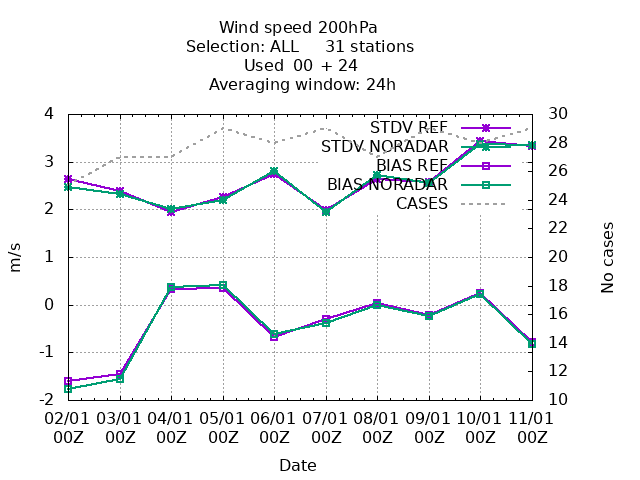 Wind speed 200hPa
Selection: ALL 31 stations
Used 00 + 24
Averaging window: 24h
STDV REF
STDV NORADAR
BIAS REF
BIAS NORADAR
CASES
4
3
2
1
0
-1
-2
30
28
26
24
22
20
18
16
14
12
10
m/s
No cases
02/01 03/01 04/01 05/01 06/01 07/01 08/01 09/01 10/01 11/01
00Z 00Z 00Z 00Z 00Z 00Z 00Z 00Z 00Z 00Z
Date